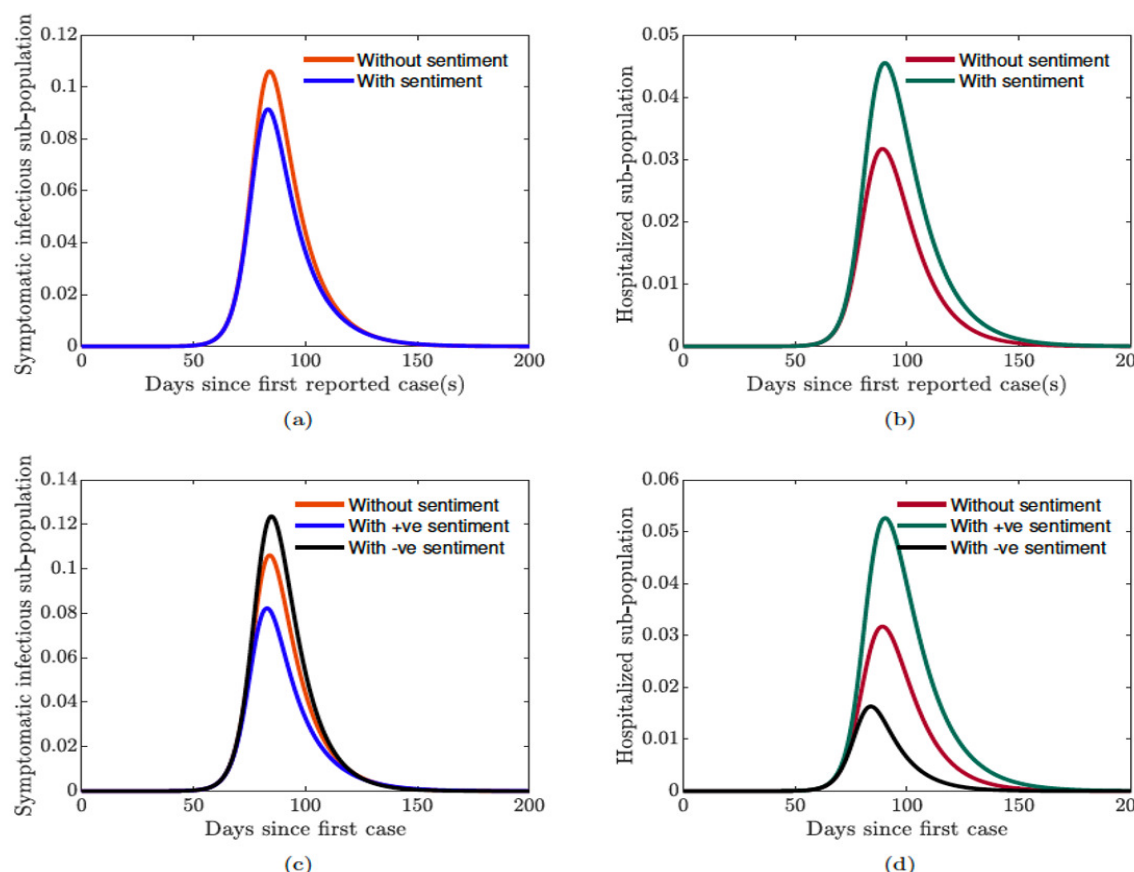 0.12
0.1
0.08
0.06
0.04
0.02
0
Symptomatic infectious sub-population
Without sentiment
With sentiment
0 50 100 150 200
Days since first reported case(s)
(a)
0.05
0.04
0.03
0.02
0.01
0
Hospitalized sub-population
Without sentiment
With sentiment
0 50 100 150 200
Days since first reported case(s)
(b)
0.14
0.12
0.1
0.08
0.06
0.04
0.02
0
Symptomatic infectious sub-population
Without sentiment
With +ve sentiment
With -ve sentiment
0 50 100 150 200
Days since first case
(c)
0.06
0.05
0.04
0.03
0.02
0.01
0
Hospitalized sub-population
Without sentiment
With +ve sentiment
With -ve sentiment
0 50 100 150 200
Days since first case
(d)